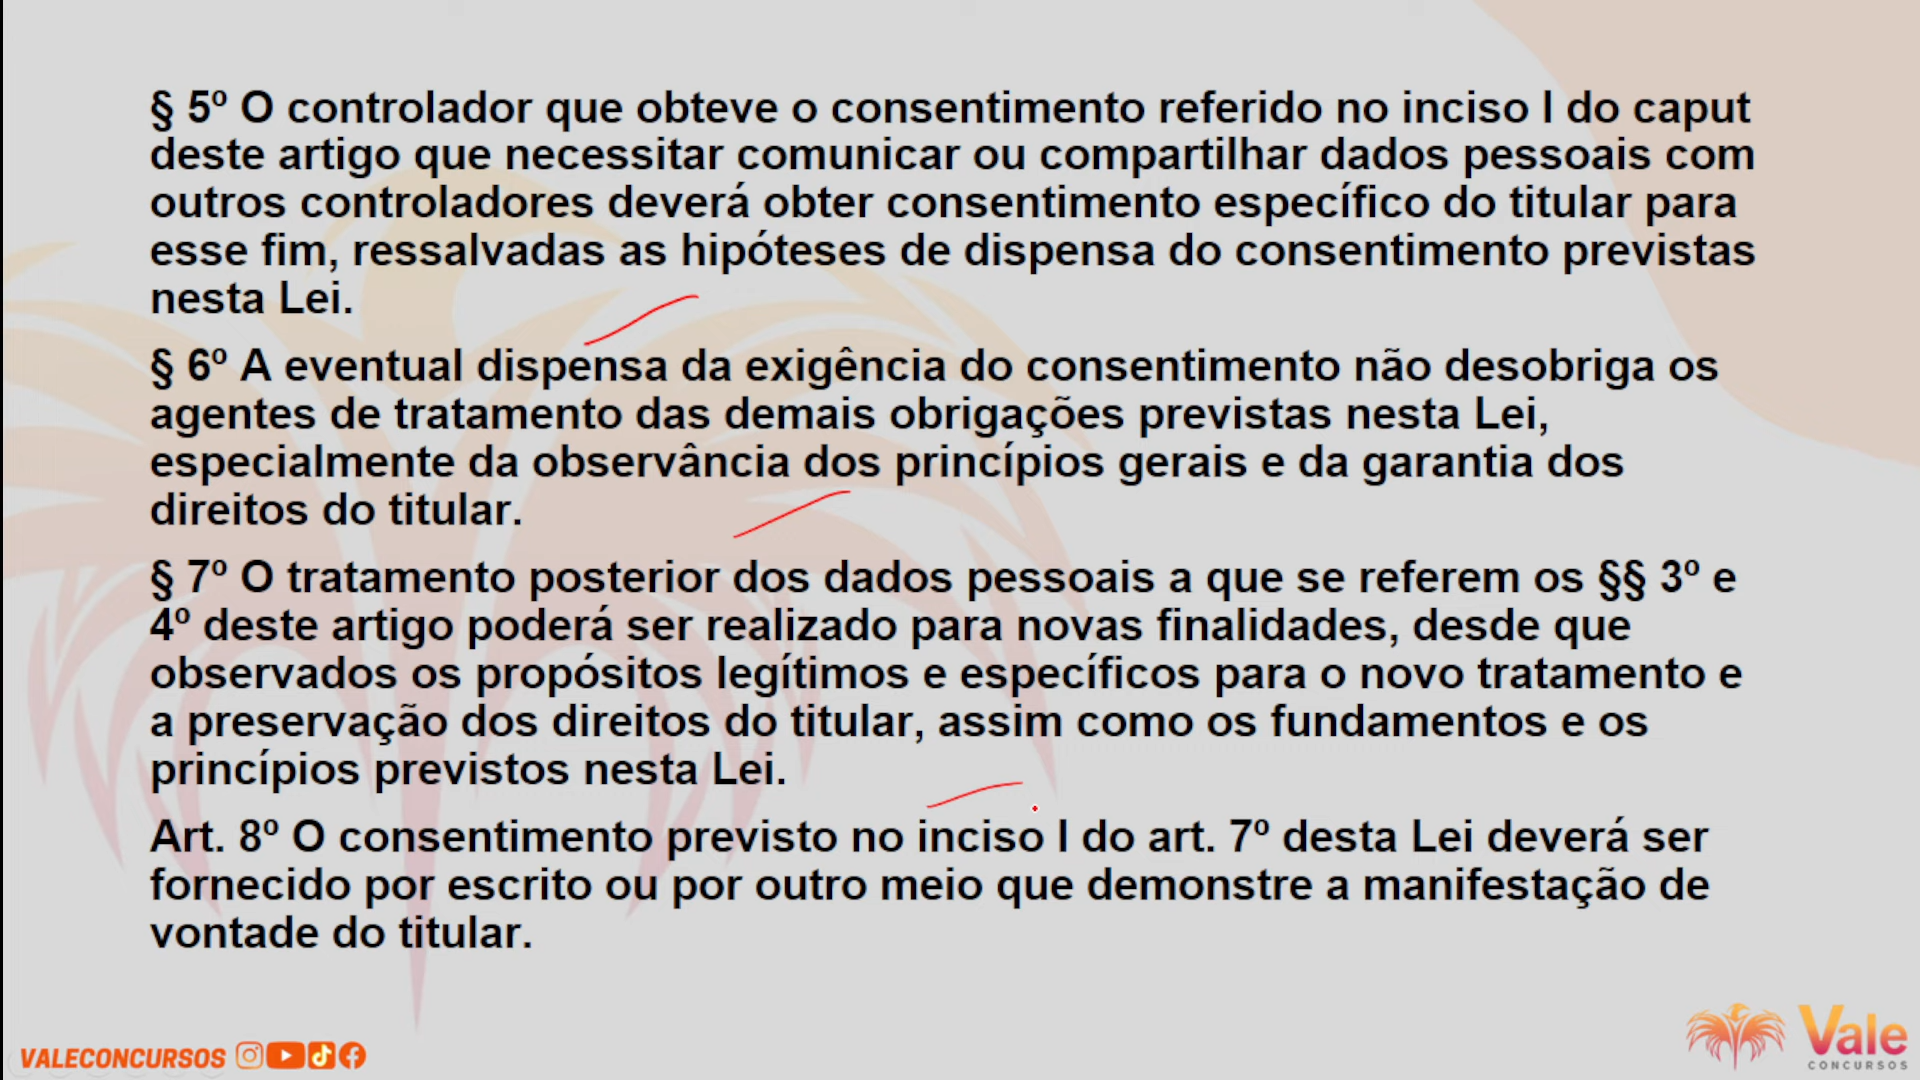 § 5º O controlador que obteve o consentimento referido no inciso I do caput
deste artigo que necessitar comunicar ou compartilhar dados pessoais com
outros controladores deverá obter consentimento específico do titular para
esse fim, ressalvadas as hipóteses de dispensa do consentimento previstas
nesta Lei.
§ 6º A eventual dispensa da exigência do consentimento não desobriga os
agentes de tratamento das demais obrigações previstas nesta Lei,
especialmente da observância dos princípios gerais e da garantia dos
direitos do titular.
§ 7º O tratamento posterior dos dados pessoais a que se referem os §§ 3º e
4º deste artigo poderá ser realizado para novas finalidades, desde que
observados os propósitos legítimos e específicos para o novo tratamento e
a preservação dos direitos do titular, assim como os fundamentos e os
princípios previstos nesta Lei.
Art. 8º O consentimento previsto no inciso I do art. 7º desta Lei deverá ser
fornecido por escrito ou por outro meio que demonstre a manifestação de
vontade do titular.
VALECONCURSOS
Vale
CONCURSOS